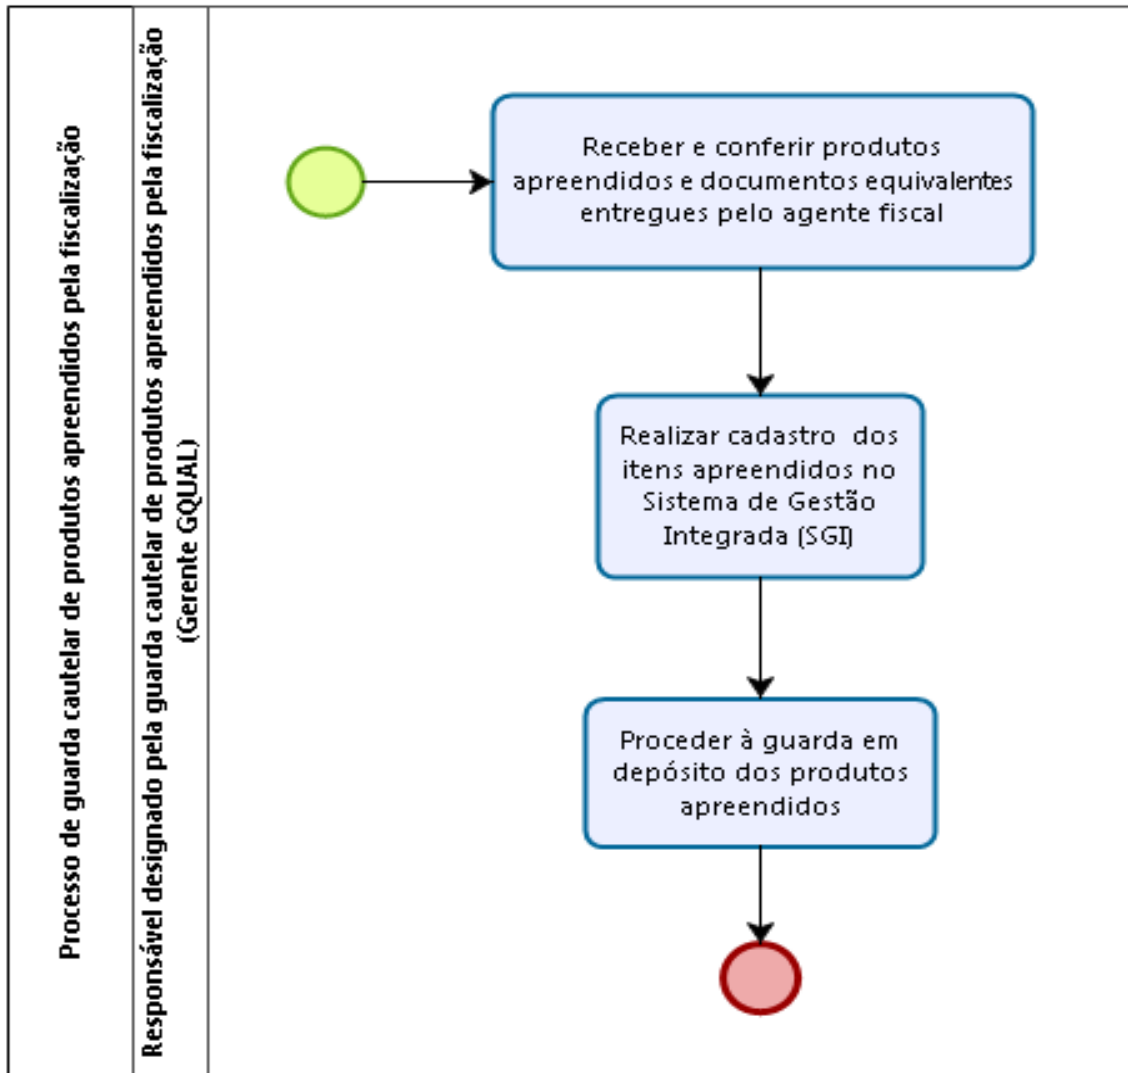 Processo de guarda cautelar de produtos apreendidos pela fiscalização
Responsável designado pela guarda cautelar de produtos apreendidos pela fiscalização
(Gerente GQUAL)
Receber e conferir produtos
apreendidos e documentos equivalentes
entregues pelo agente fiscal
Realizar cadastro dos
itens apreendidos no
Sistema de Gestão
Integrada (SGI)
Proceder à guarda em
depósito dos produtos
apreendidos